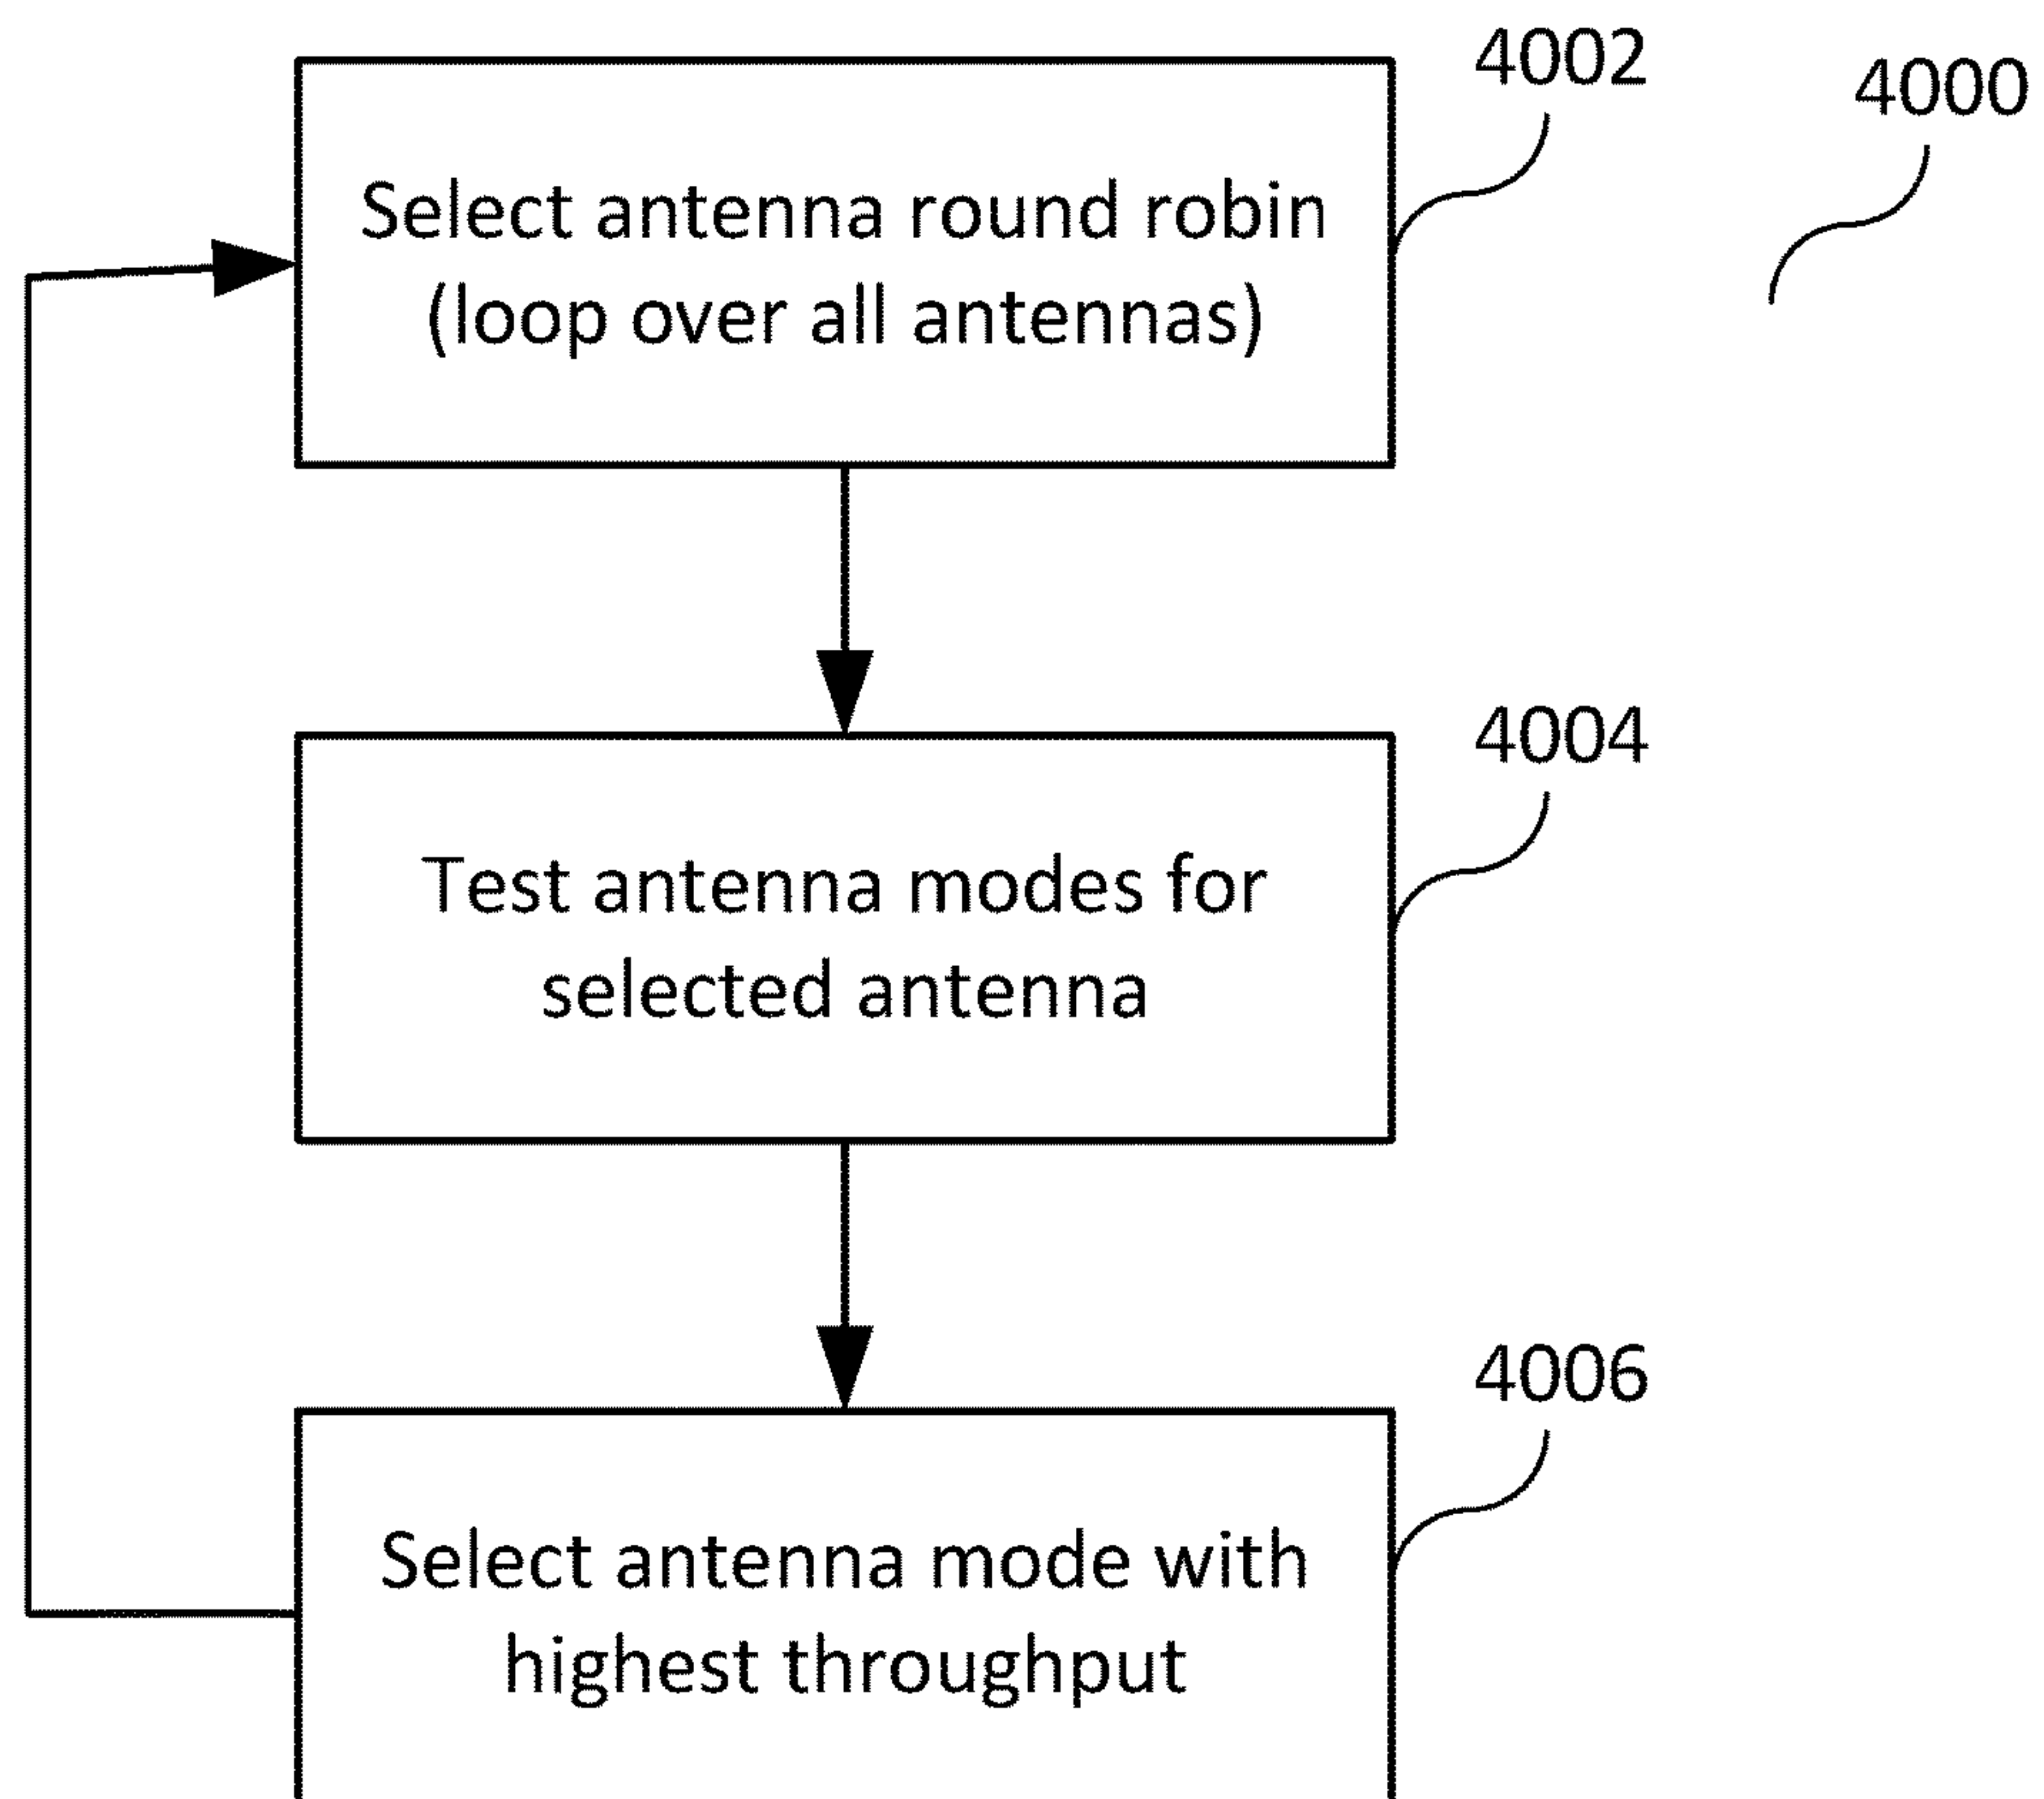 4002
4000
Select antenna round robin
(loop over all antennas)
4004
Test antenna modes for
selected antenna
4006
Select antenna mode with
highest throughput